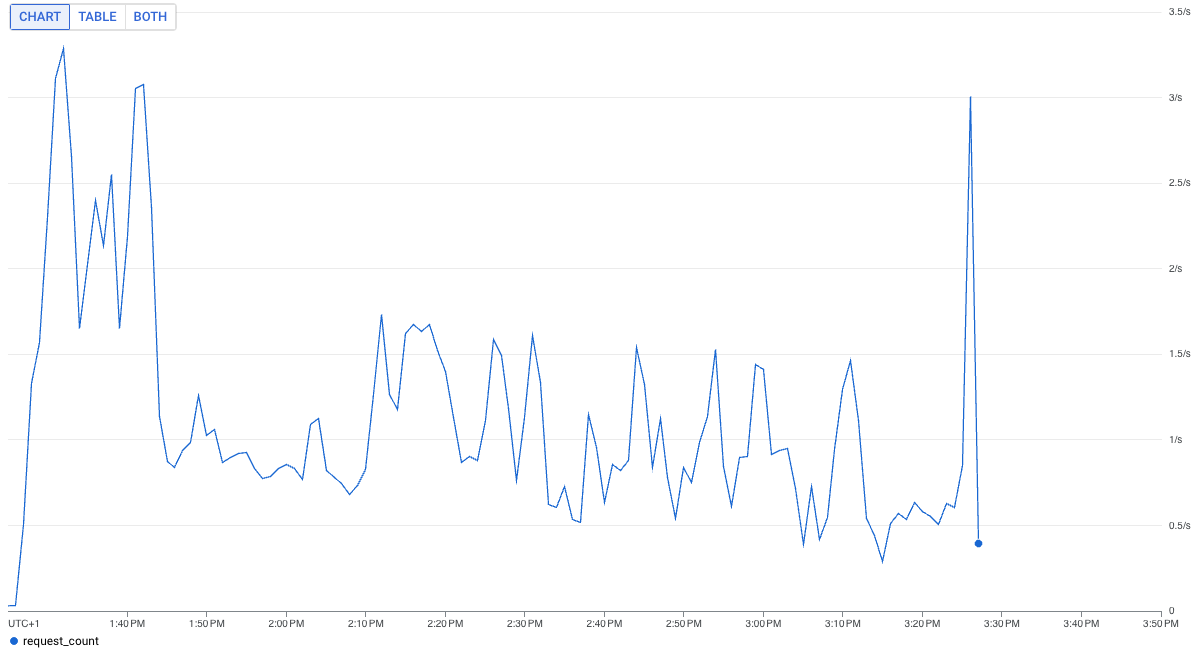 CHART TABLE BOTH
3.5/s
3/s
2.5/s
2/s
1.5/s
1/s
0.5/s
0
UTC+1 1:40 PM 1:50 PM 2:00 PM 2:10 PM 2:20 PM 2:30 PM 2:40 PM 2:50 PM 3:00 PM 3:10 PM 3:20 PM 3:30 PM 3:40 PM 3:50 PM
request_count